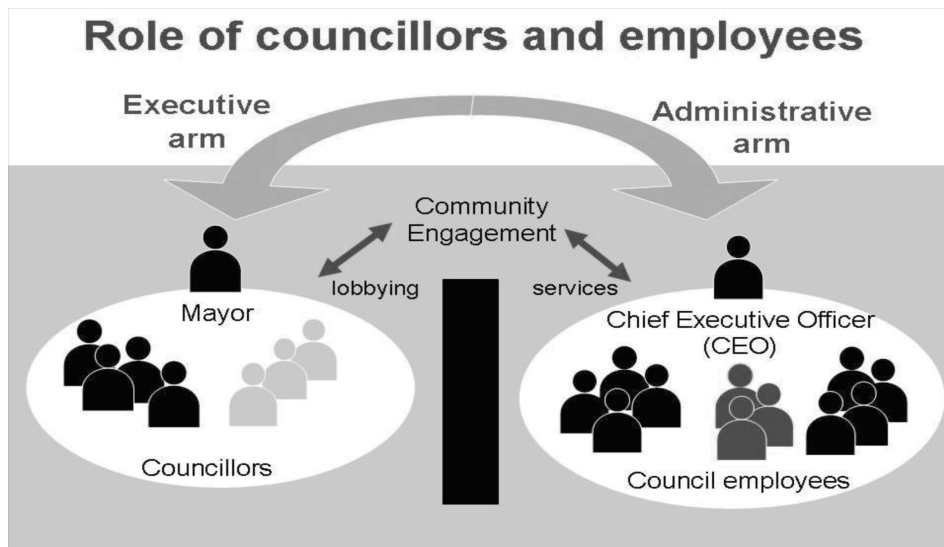 Role of councillors and employees
Executive
arm
Administrative
arm
Community
Engagement
lobbying
services
Mayor
Councillors
Chief Executive Officer
(CEO)
Council employees